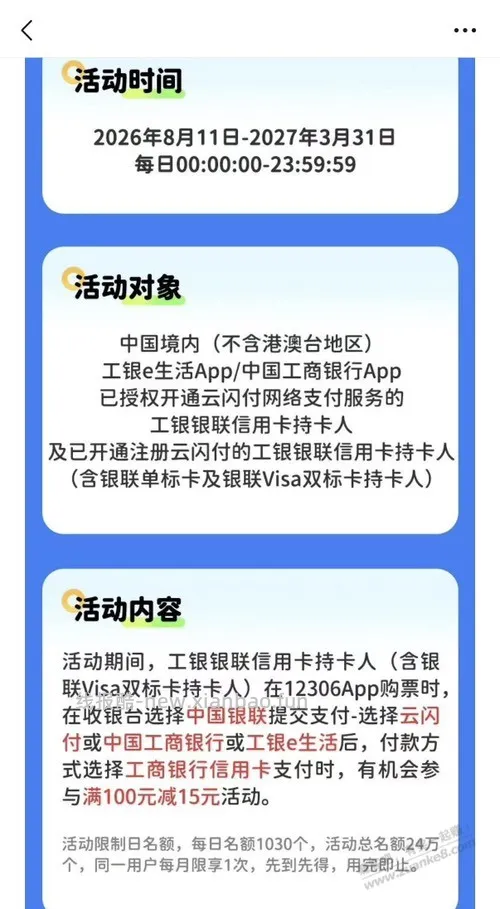 活动时间
2026年8月11日-2027年3月31日
每日00:00:00-23:59:59
活动对象
中国境内（不含港澳台地区）
工银e生活App/中国工商银行App
已授权开通云闪付网络支付服务的
工银银联信用卡持卡人
及已开通注册云闪付的工银银联信用卡持卡人
（含银联单标卡及银联Visa双标卡持卡人）
活动内容
活动期间，工银银联信用卡持卡人（含银
联Visa双标卡持卡人）在12306App购票时，
线报酷-new.xianbao.fun
在收银台选择中国银联提交支付-选择云闪
付或中国工商银行或工银e生活后，付款方
式选择工商银行信用卡支付时，有机会参
与满100元减15元活动。
活动限制日名额，每日名额1030个，活动总名额24万
个，同一用户每月限享1次，先到先得，用完即止。